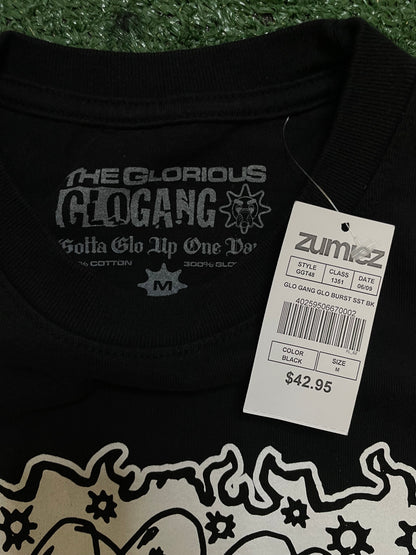 THE GLORIOUS
GLOGANG
Gotta Glo Up One Day
% COTTON 300% GLO
M
zumiez
STYLE CLASS DATE
GGT48 1351 06/09
GLO GANG GLO BURST SST BK
40259506670002
COLOR SIZE
BLACK M
$42.95